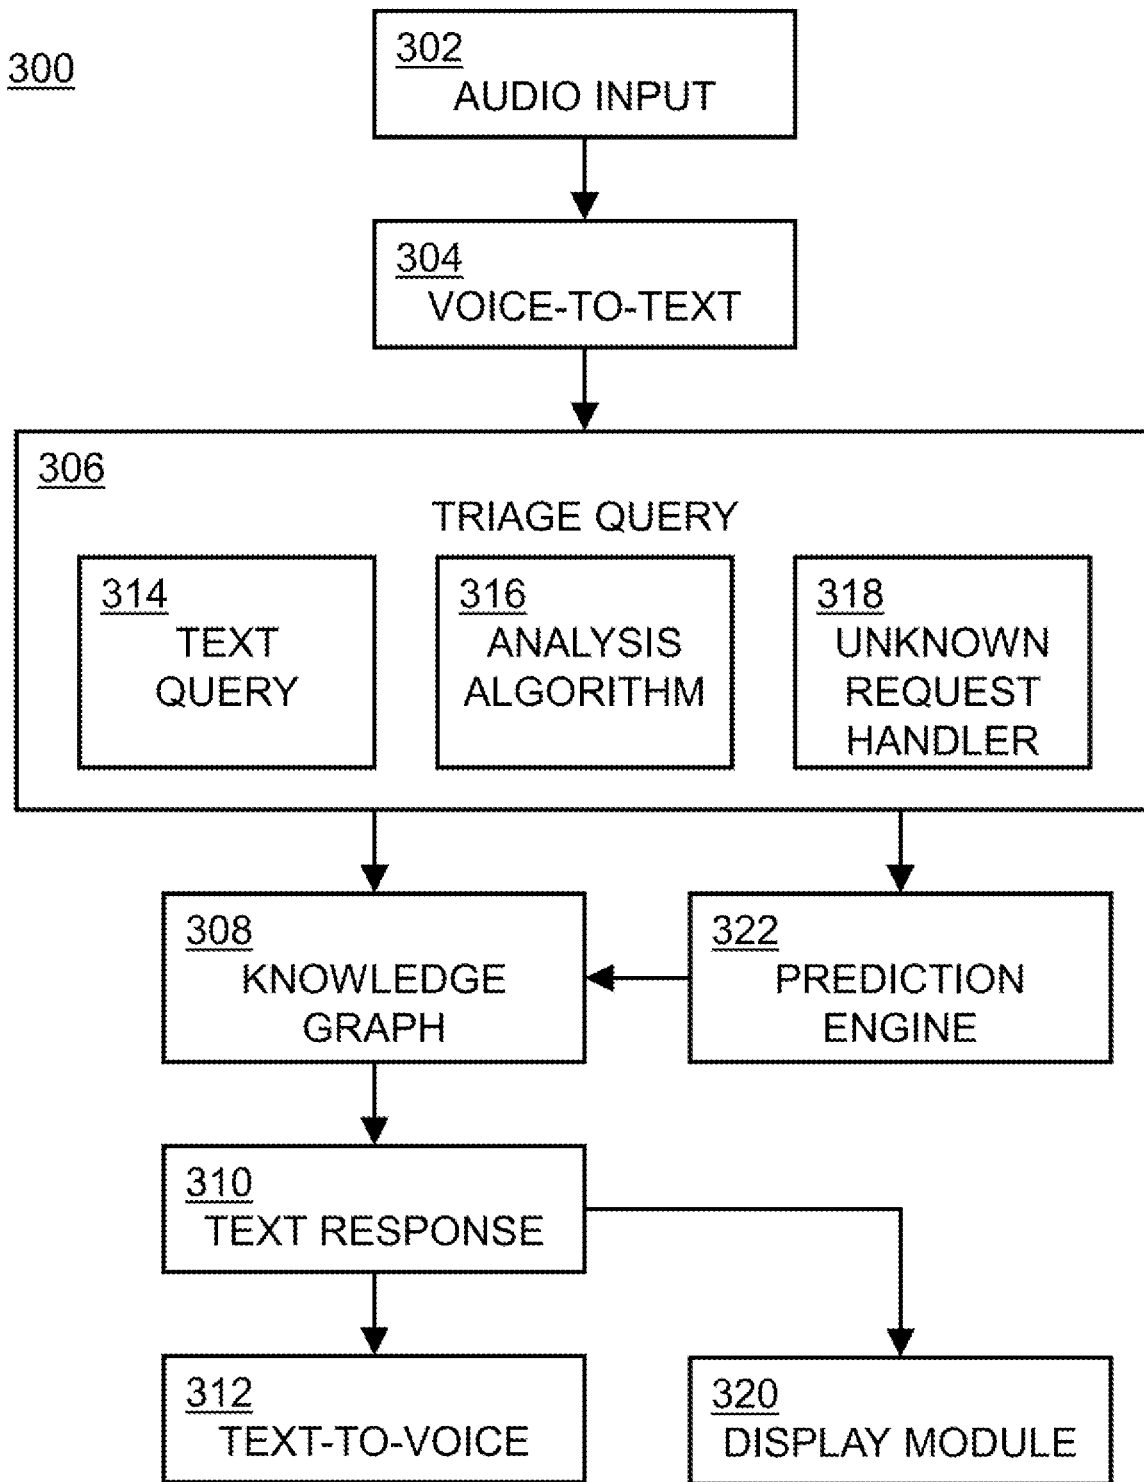 300
302
AUDIO INPUT
304
VOICE-TO-TEXT
306
TRIAGE QUERY
314
TEXT
QUERY
316
ANALYSIS
ALGORITHM
318
UNKNOWN
REQUEST
HANDLER
308
KNOWLEDGE
GRAPH
322
PREDICTION
ENGINE
310
TEXT RESPONSE
312
TEXT-TO-VOICE
320
DISPLAY MODULE